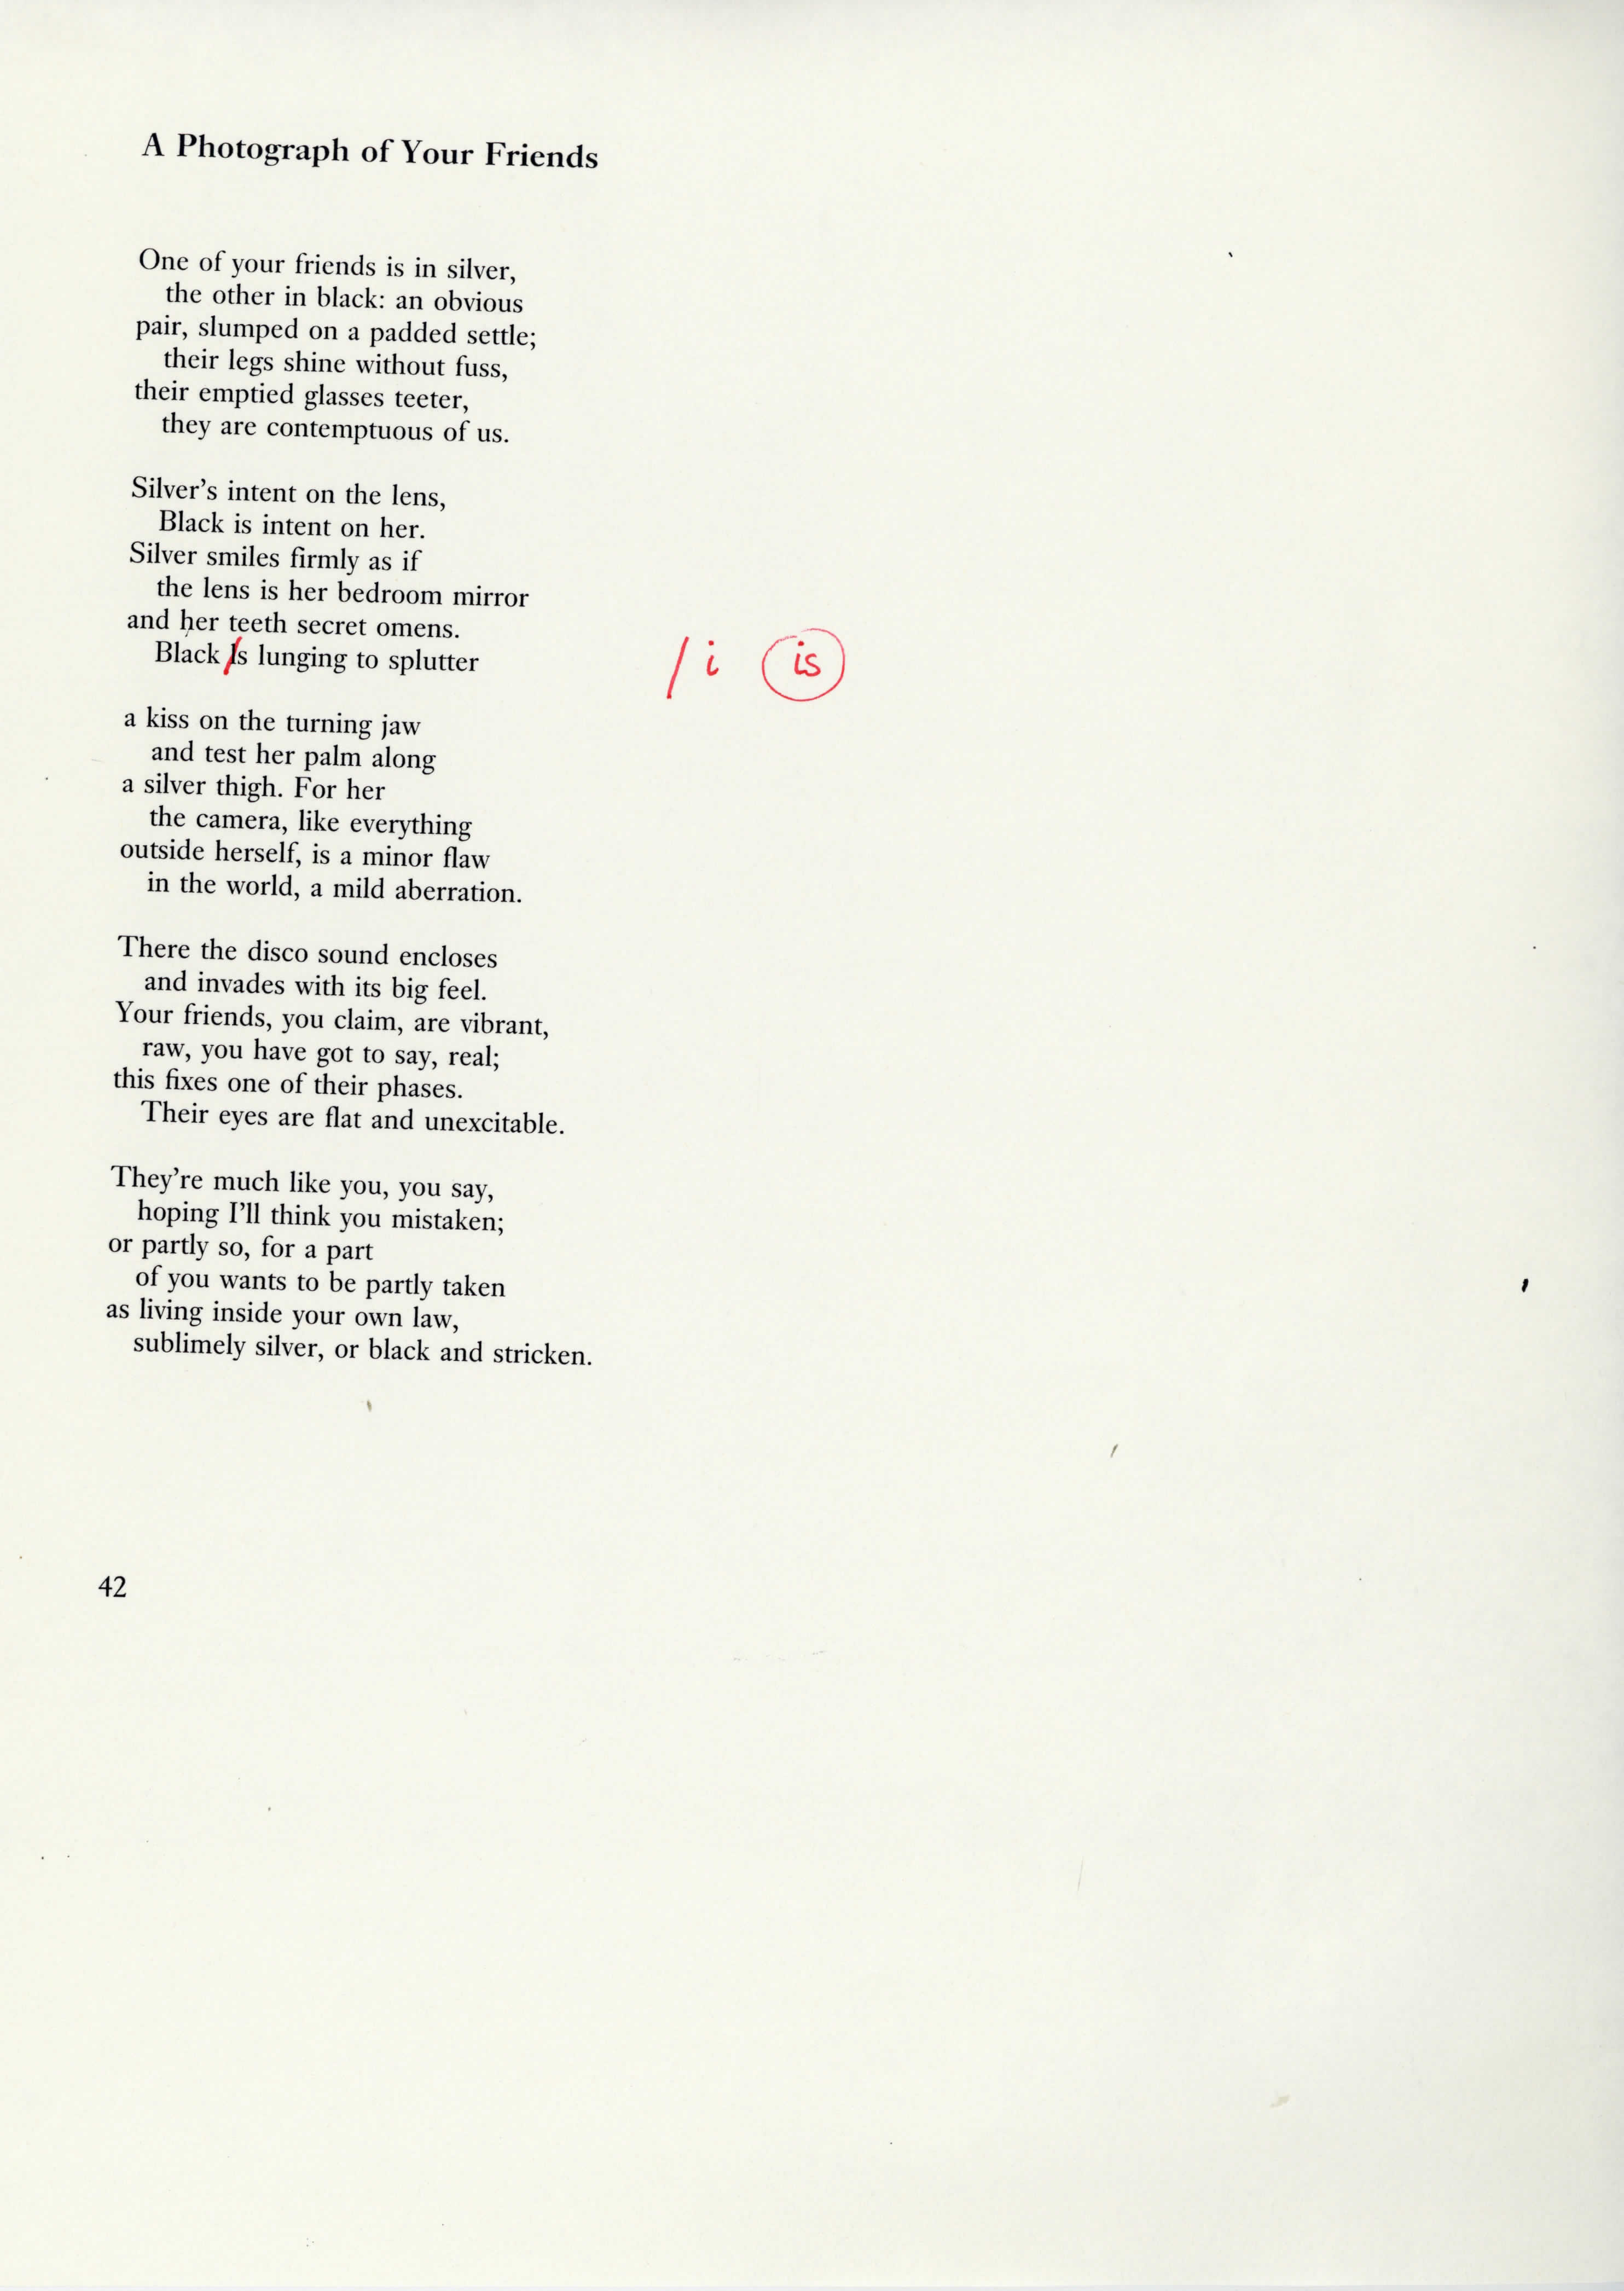 A Photograph of Your Friends
One of your friends is in silver,
the other in black: an obvious
pair, slumped on a padded settle;
their legs shine without fuss,
their emptied glasses teeter,
they are contemptuous of us.
Silver's intent on the lens,
Black is intent on her.
Silver smiles firmly as if
the lens is her bedroom mirror
and her teeth secret omens.
Black Is lunging to splutter / i is
a kiss on the turning jaw
and test her palm along
a silver thigh. For her
the camera, like everything
outside herself, is a minor flaw
in the world, a mild aberration.
There the disco sound encloses
and invades with its big feel.
Your friends, you claim, are vibrant,
raw, you have got to say, real;
this fixes one of their phases.
Their eyes are flat and unexcitable.
They're much like you, you say,
hoping I'll think you mistaken;
or partly so, for a part
of you wants to be partly taken
as living inside your own law,
sublimely silver, or black and stricken.
42